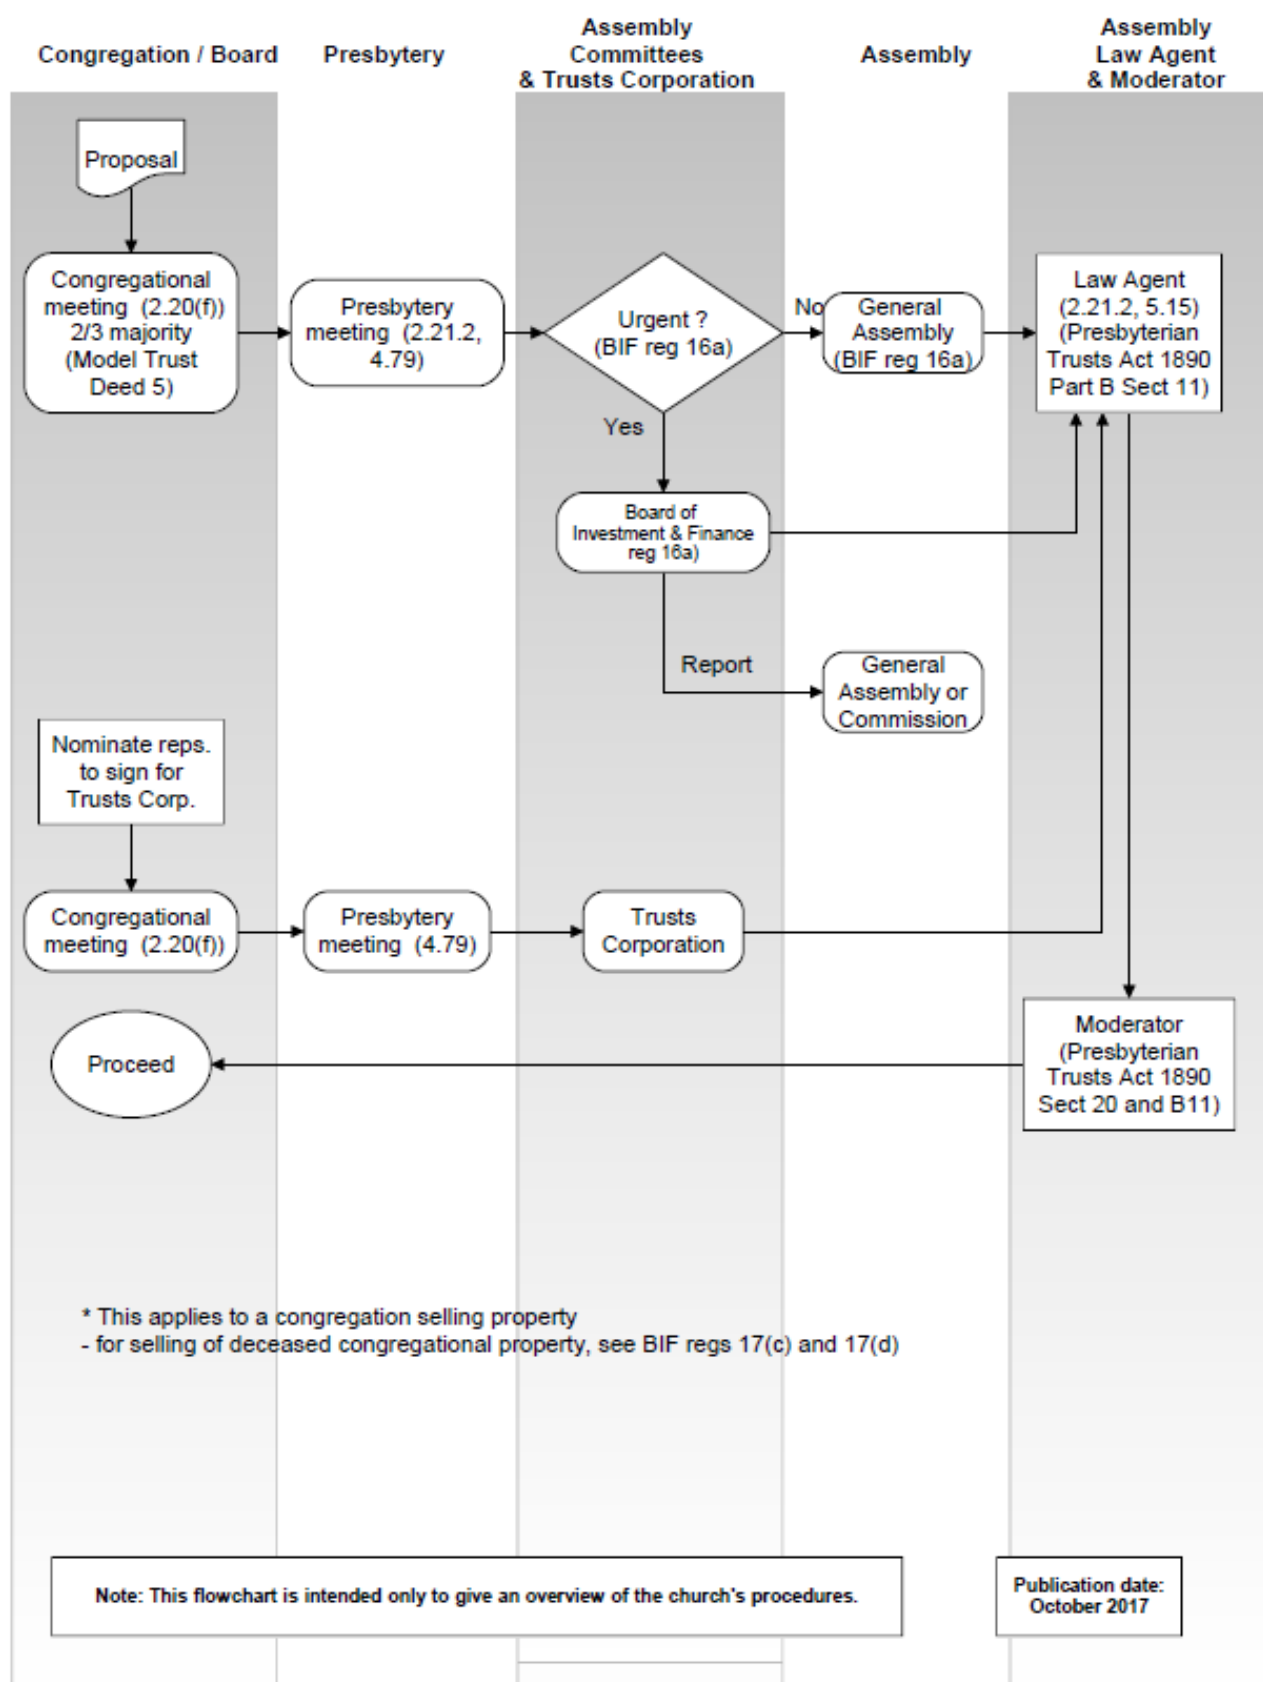 Congregation / Board
Presbytery
Assembly
Committees
& Trusts Corporation
Assembly
Assembly
Law Agent
& Moderator
Proposal
Congregational
meeting (2.20(f))
2/3 majority
(Model Trust
Deed 5)
Presbytery
meeting (2.21.2,
4.79)
Urgent ?
(BIF reg 16a)
No
General
Assembly
(BIF reg 16a)
Law Agent
(2.21.2, 5.15)
(Presbyterian
Trusts Act 1890
Part B Sect 11)
Yes
Board of
Investment & Finance
reg 16a)
Report
General
Assembly or
Commission
Nominate reps.
to sign for
Trusts Corp.
Congregational
meeting (2.20(f))
Presbytery
meeting (4.79)
Trusts
Corporation
Proceed
Moderator
(Presbyterian
Trusts Act 1890
Sect 20 and B11)
* This applies to a congregation selling property
- for selling of deceased congregational property, see BIF regs 17(c) and 17(d)
Note: This flowchart is intended only to give an overview of the church's procedures.
Publication date:
October 2017